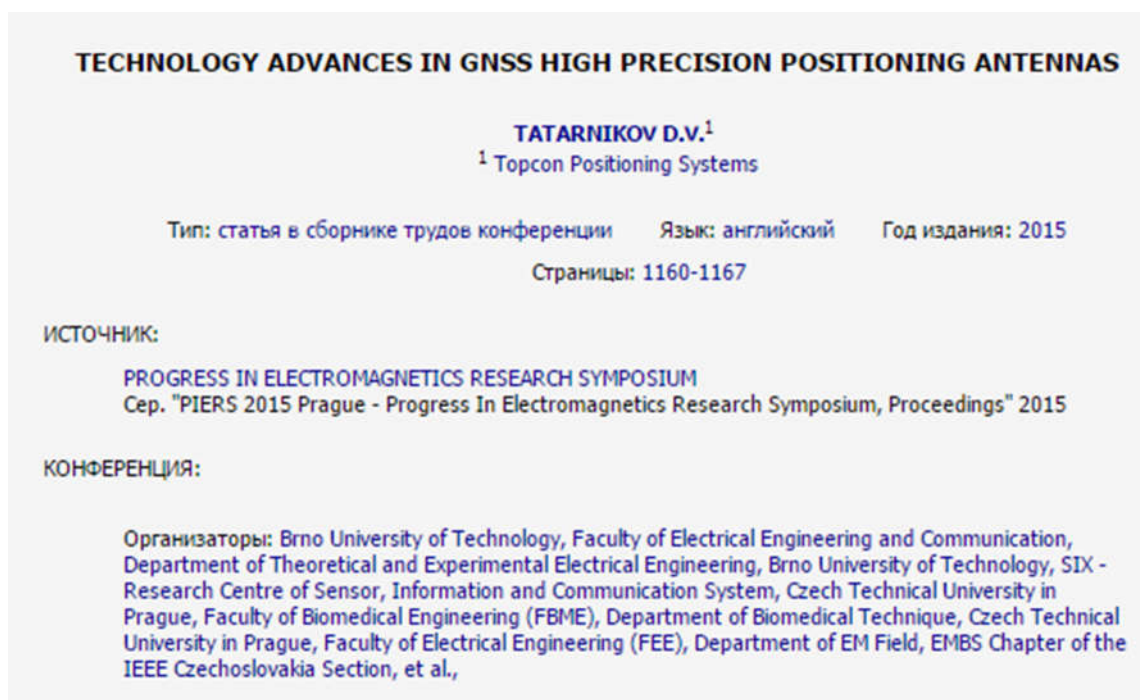 TECHNOLOGY ADVANCES IN GNSS HIGH PRECISION POSITIONING ANTENNAS
TATARNIKOV D.V.1
1 Topcon Positioning Systems
Тип: статья в сборнике трудов конференции Язык: английский Год издания: 2015
Страницы: 1160-1167
ИСТОЧНИК:
PROGRESS IN ELECTROMAGNETICS RESEARCH SYMPOSIUM
Сер. "PIERS 2015 Prague - Progress In Electromagnetics Research Symposium, Proceedings" 2015
КОНФЕРЕНЦИЯ:
Организаторы: Brno University of Technology, Faculty of Electrical Engineering and Communication,
Department of Theoretical and Experimental Electrical Engineering, Brno University of Technology, SIX -
Research Centre of Sensor, Information and Communication System, Czech Technical University in
Prague, Faculty of Biomedical Engineering (FBME), Department of Biomedical Technique, Czech Technical
University in Prague, Faculty of Electrical Engineering (FEE), Department of EM Field, EMBS Chapter of the
IEEE Czechoslovakia Section, et al.,